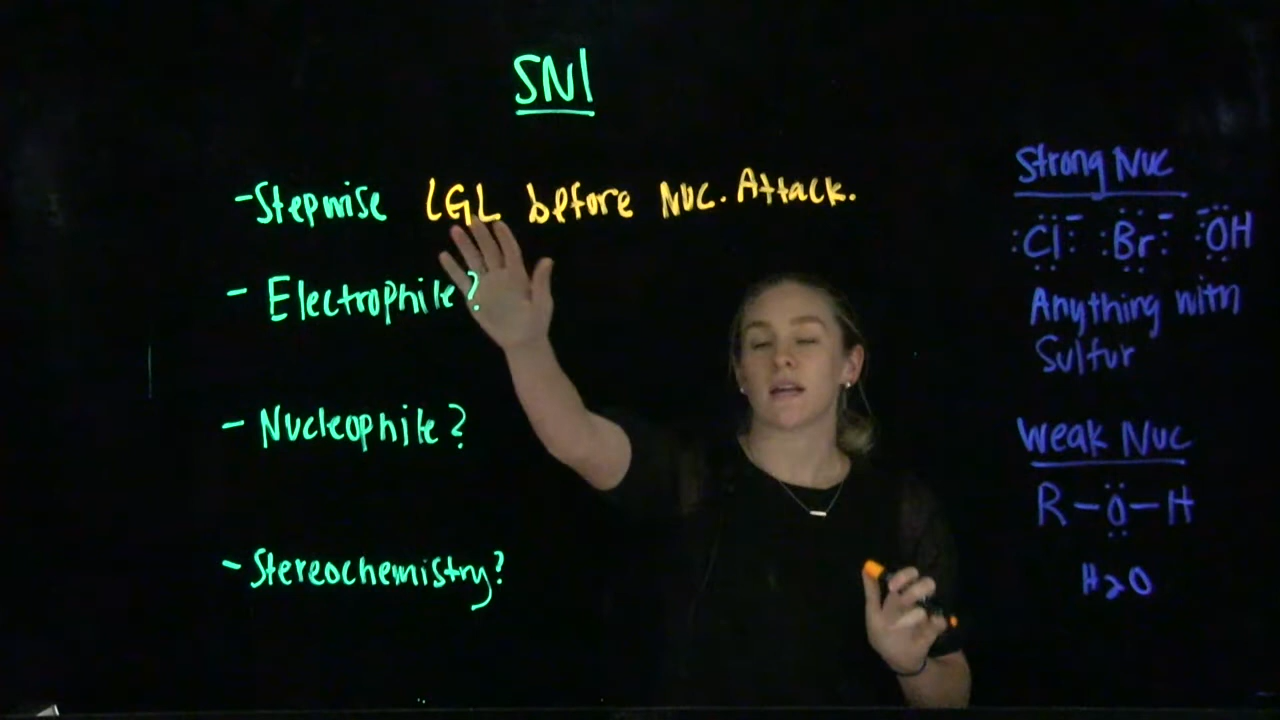 SN1
-Stepwise LGL before Nuc. Attack.
- Electrophile?
- Nucleophile?
- Stereochemistry?
Strong Nuc
:Cl:⁻ :Br:⁻ ⁻:OH
Anything with
Sulfur
Weak Nuc
R-O-H
H2O